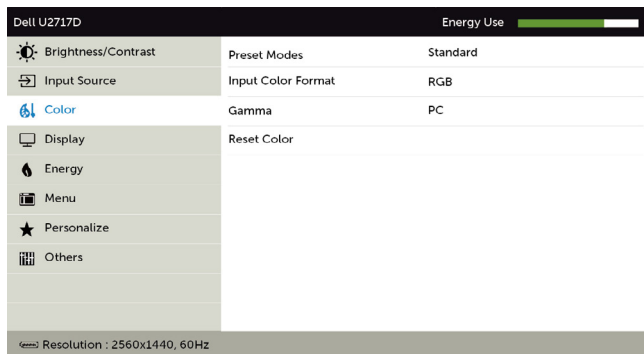 Dell U2717D
Energy Use
Brightness/Contrast
Input Source
Color
Display
Energy
Menu
Personalize
Others
Preset Modes Standard
Input Color Format RGB
Gamma PC
Reset Color
Resolution : 2560x1440, 60Hz